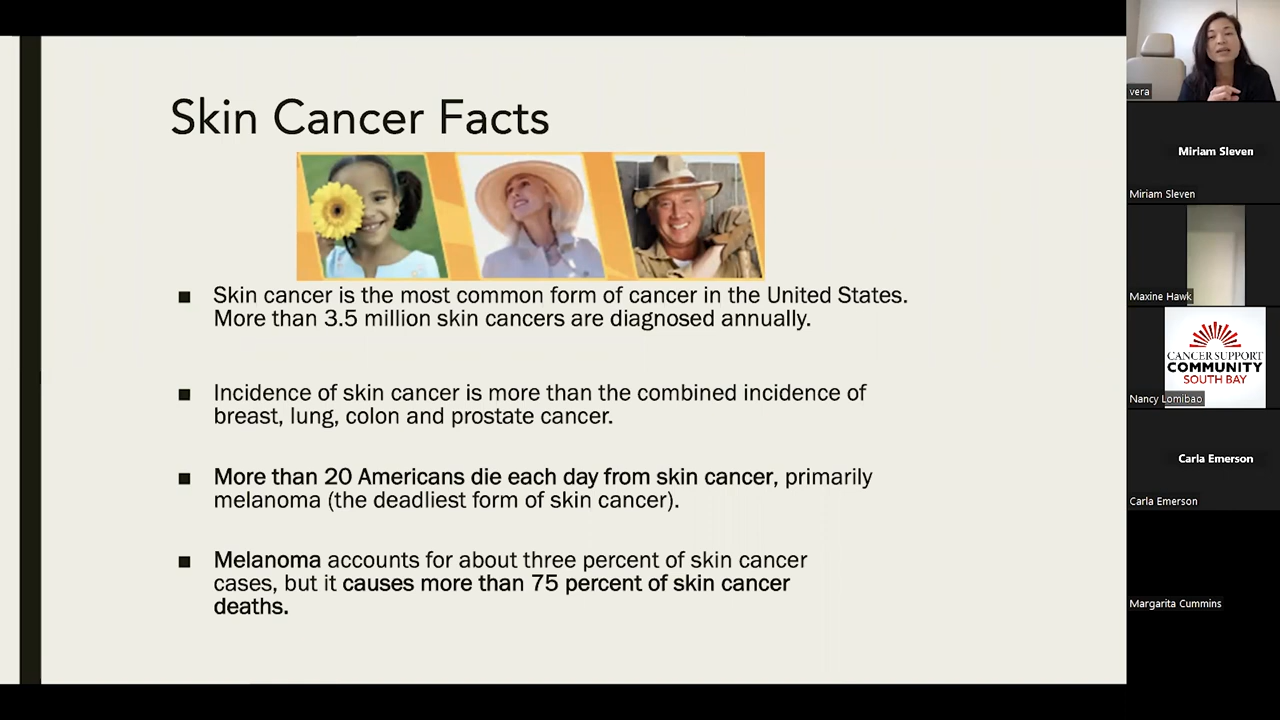 Skin Cancer Facts
■ Skin cancer is the most common form of cancer in the United States.
More than 3.5 million skin cancers are diagnosed annually.
■ Incidence of skin cancer is more than the combined incidence of
breast, lung, colon and prostate cancer.
■ More than 20 Americans die each day from skin cancer, primarily
melanoma (the deadliest form of skin cancer).
■ Melanoma accounts for about three percent of skin cancer
cases, but it causes more than 75 percent of skin cancer
deaths.
vera
Miriam Sleven
Miriam Sleven
Maxine Hawk
CANCER SUPPORT
COMMUNITY
SOUTH BAY
Nancy Lomibao
Carla Emerson
Carla Emerson
Margarita Cummins